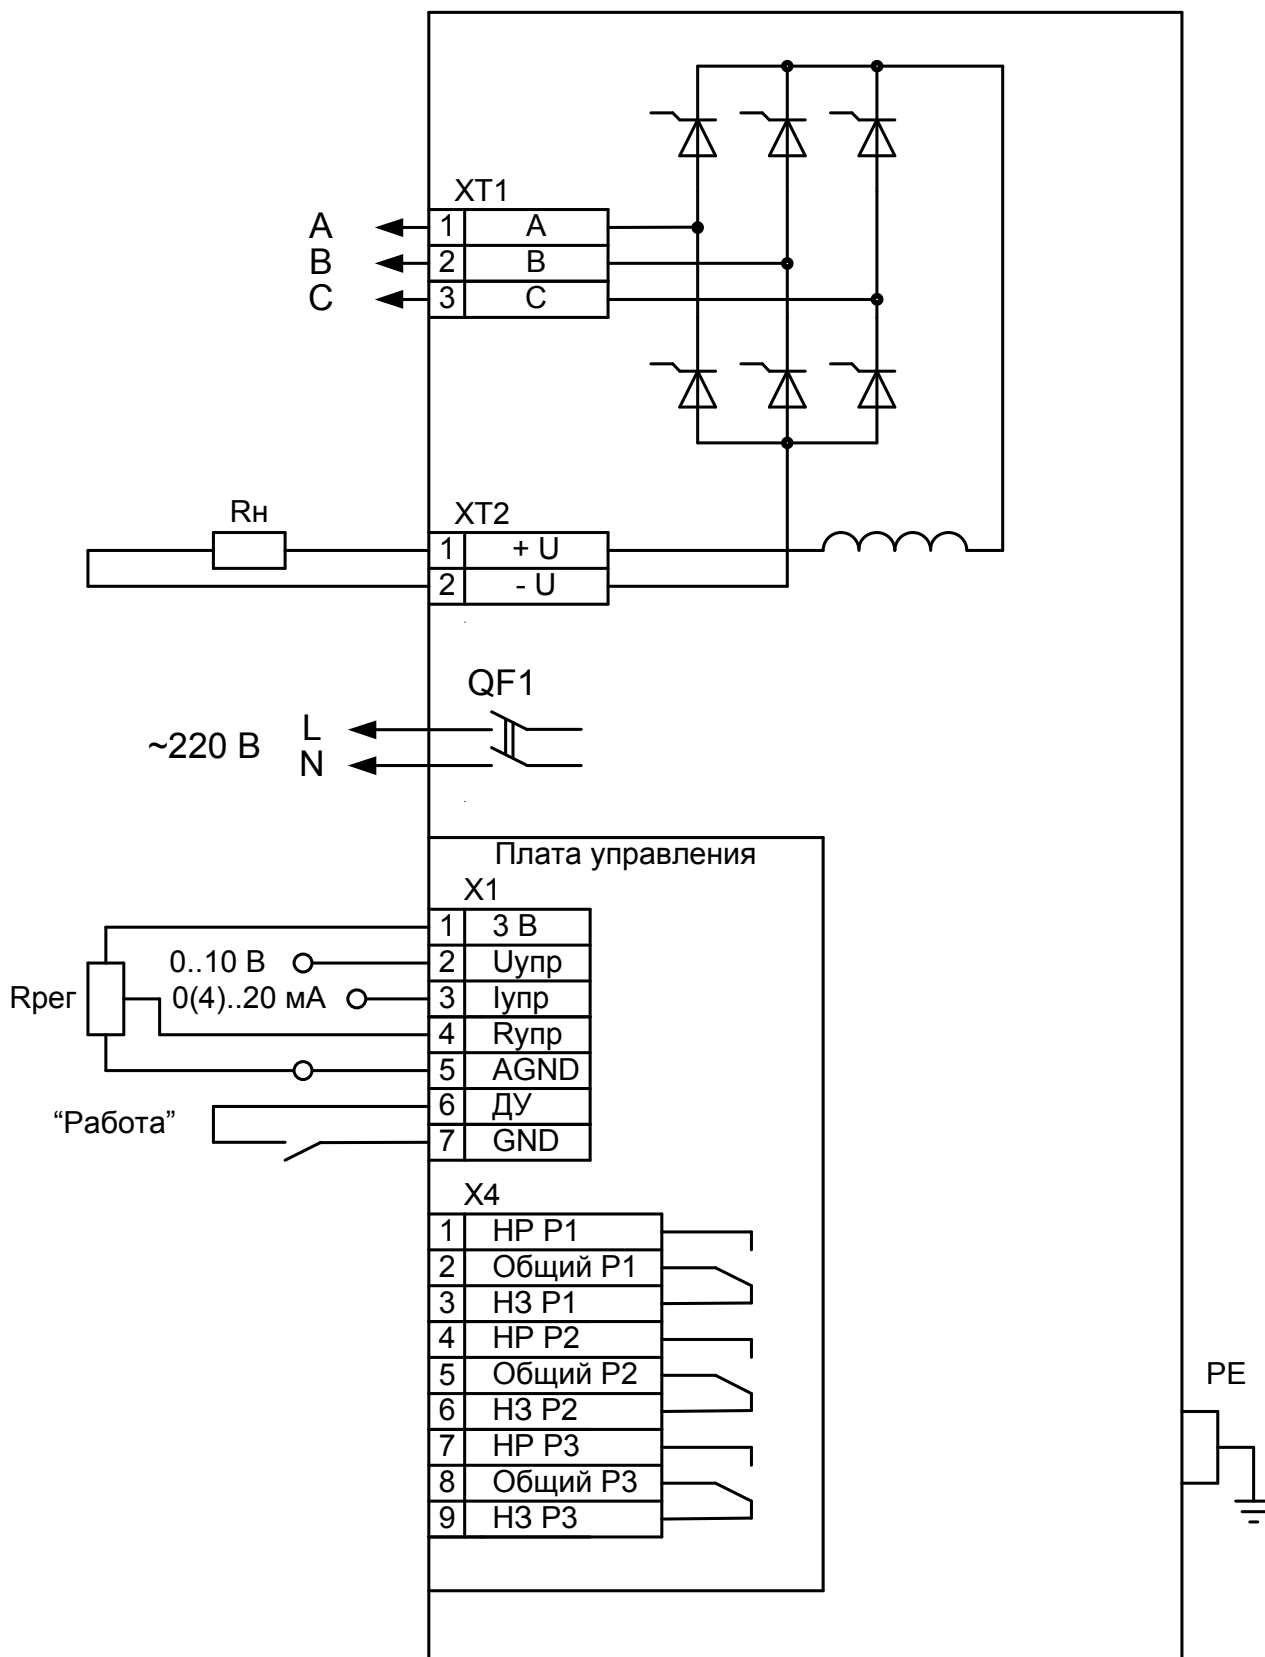 XT1
A 1 A
B 2 B
C 3 C
Rн
XT2
1 + U
2 - U
QF1
~220 В
L
N
Плата управления
X1
1 3 В
0..10 В 2 Uупр
Rрег 0(4)..20 мА 3 Iупр
4 Rупр
5 AGND
“Работа” 6 ДУ
7 GND
X4
1 НР Р1
2 Общий Р1
3 НЗ Р1
4 НР Р2
5 Общий Р2
6 НЗ Р2
7 НР Р3
8 Общий Р3
9 НЗ Р3
PE